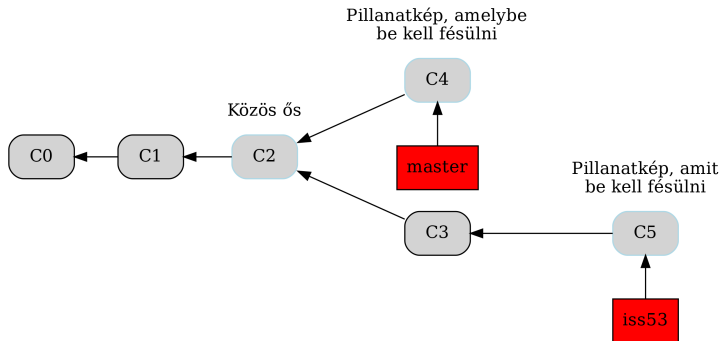 Pillanatkép, amelybe
be kell fésülni
C4
Közös ős
C0
C1
C2
master
Pillanatkép, amit
be kell fésülni
C3
C5
iss53